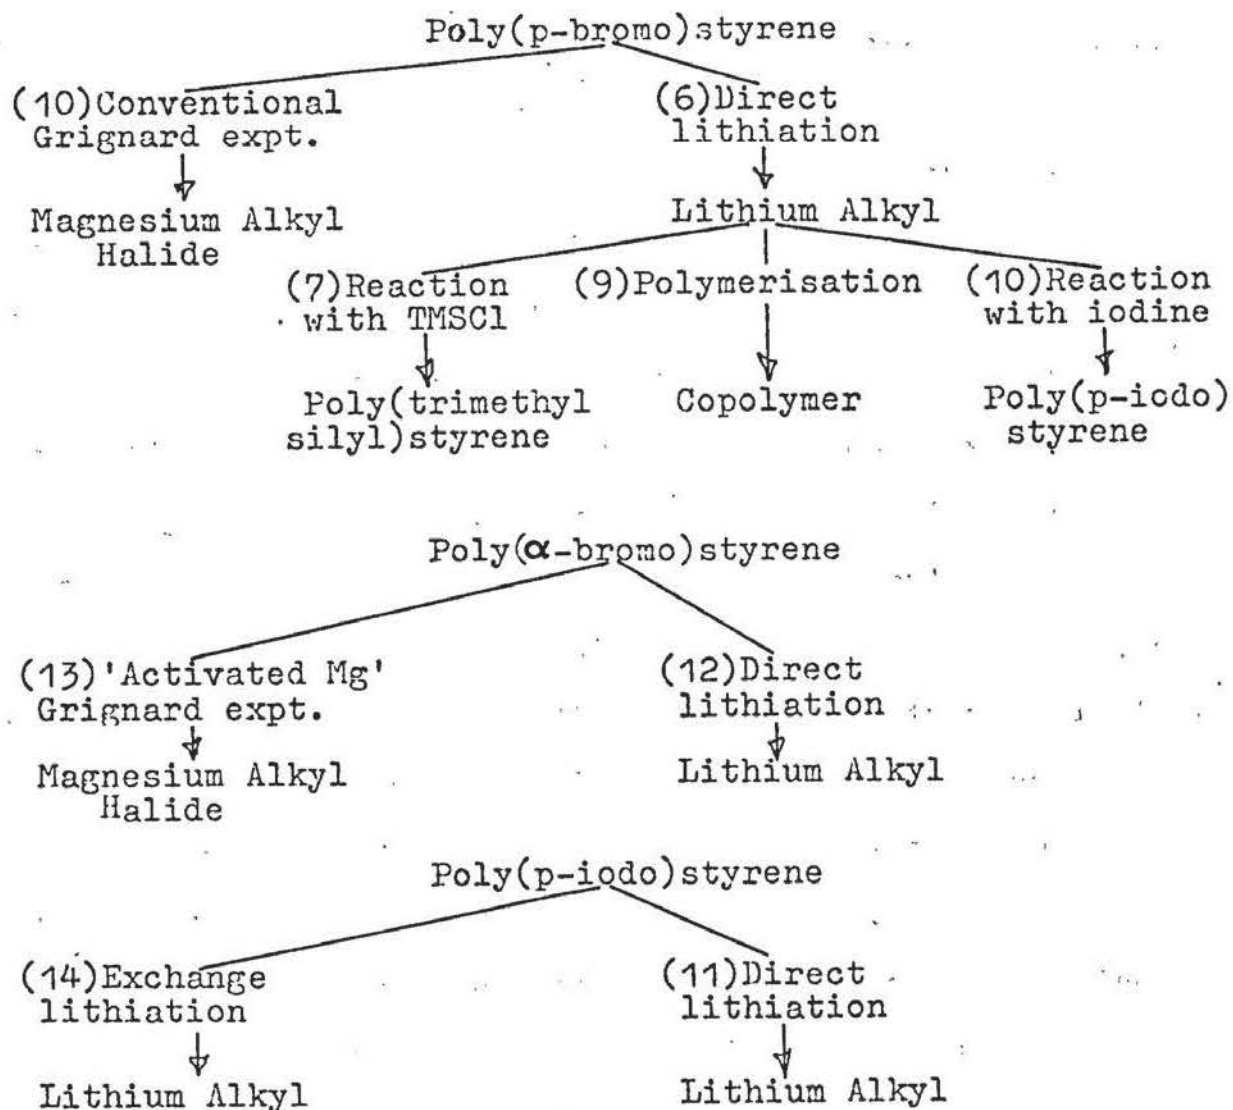 Poly(p-bromo)styrene
(10)Conventional
Grignard expt.
Magnesium Alkyl
Halide
(6)Direct
lithiation
Lithium Alkyl
(7)Reaction
with TMSCl
Poly(trimethyl
silyl)styrene
(9)Polymerisation
Copolymer
(10)Reaction
with iodine
Poly(p-iodo)
styrene
Poly(α-bromo)styrene
(13)'Activated Mg'
Grignard expt.
Magnesium Alkyl
Halide
(12)Direct
lithiation
Lithium Alkyl
Poly(p-iodo)styrene
(14)Exchange
lithiation
Lithium Alkyl
(11)Direct
lithiation
Lithium Alkyl